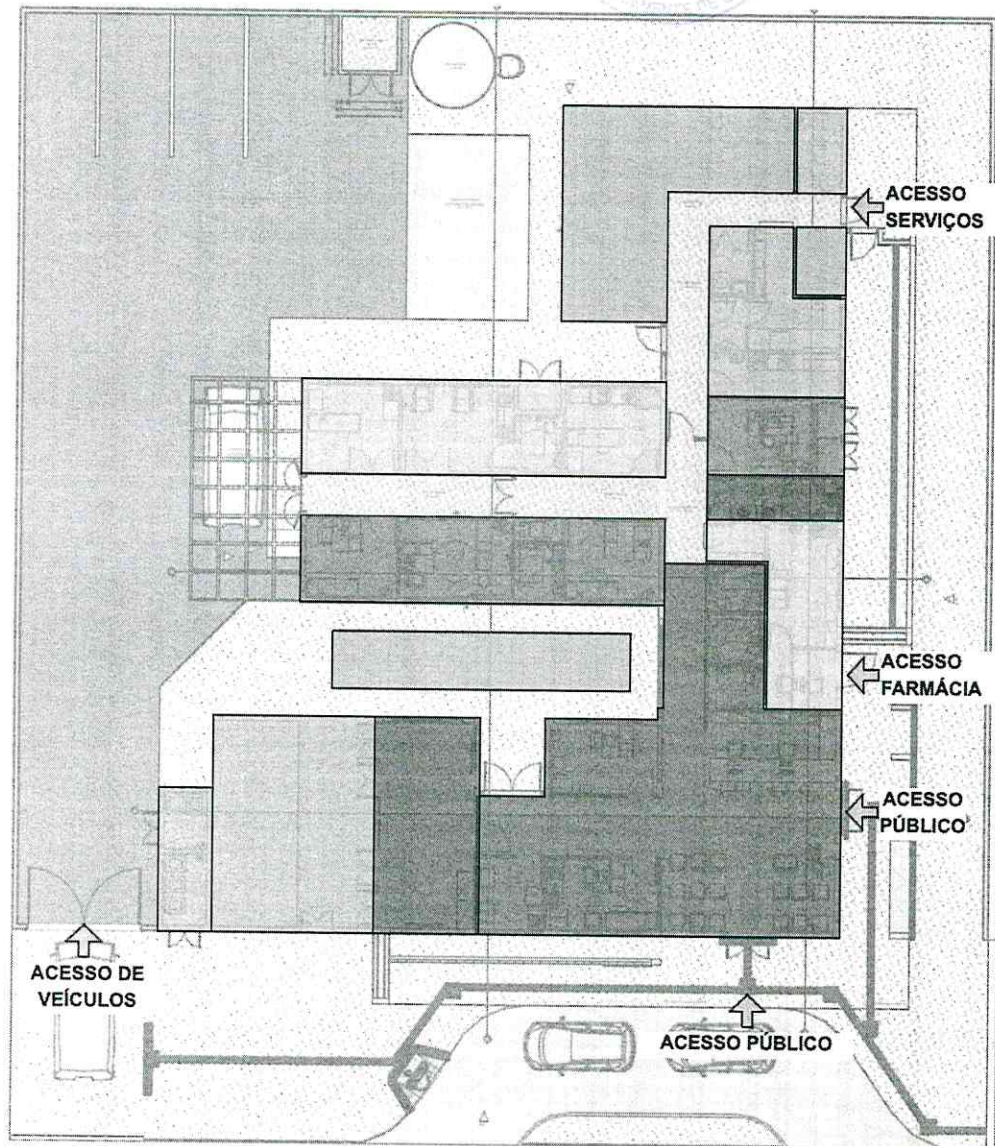 ACESSO
SERVIÇOS
ACESSO
FARMÁCIA
ACESSO
PÚBLICO
ACESSO DE
VEÍCULOS
ACESSO PÚBLICO